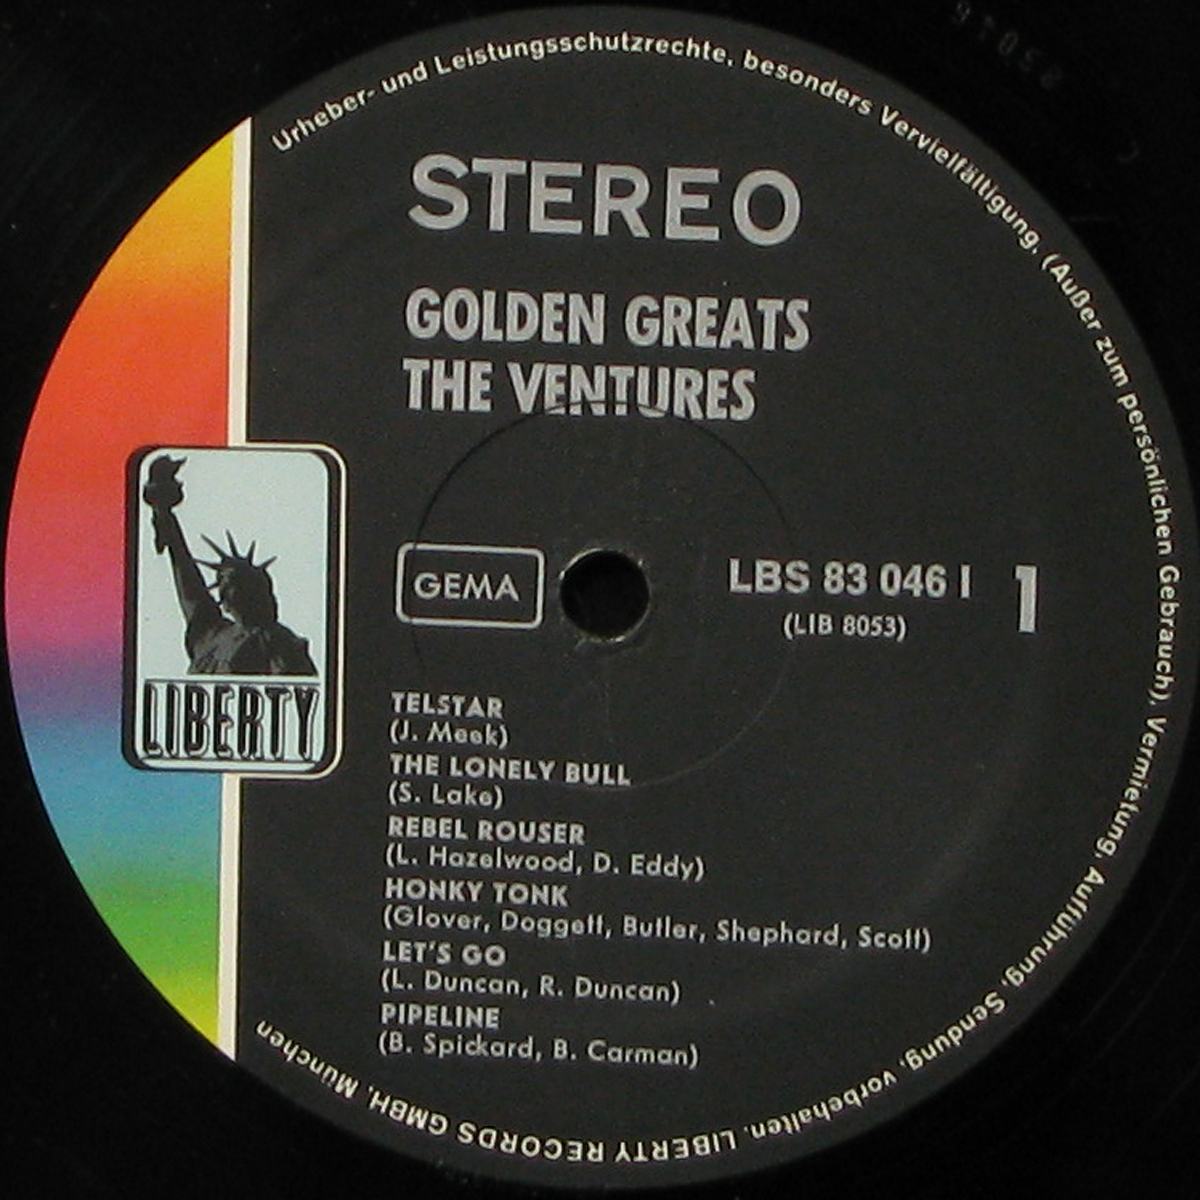 Urheber- und Leistungsschutzrechte, besonders Vervielfältigung, (Außer zum persönlichen Gebrauch), Vermietung, Aufführung, Sendung, vorbehalten. LIBERTY RECORDS GMBH, München
STEREO
GOLDEN GREATS
THE VENTURES
GEMA
LBS 83 046 I
1
(LIB 8053)
LIBERTY
TELSTAR
(J. Meek)
THE LONELY BULL
(S. Lake)
REBEL ROUSER
(L. Hazelwood, D. Eddy)
HONKY TONK
(Glover, Doggett, Butler, Shephard, Scott)
LET'S GO
(L. Duncan, R. Duncan)
PIPELINE
(B. Spickard, B. Carman)